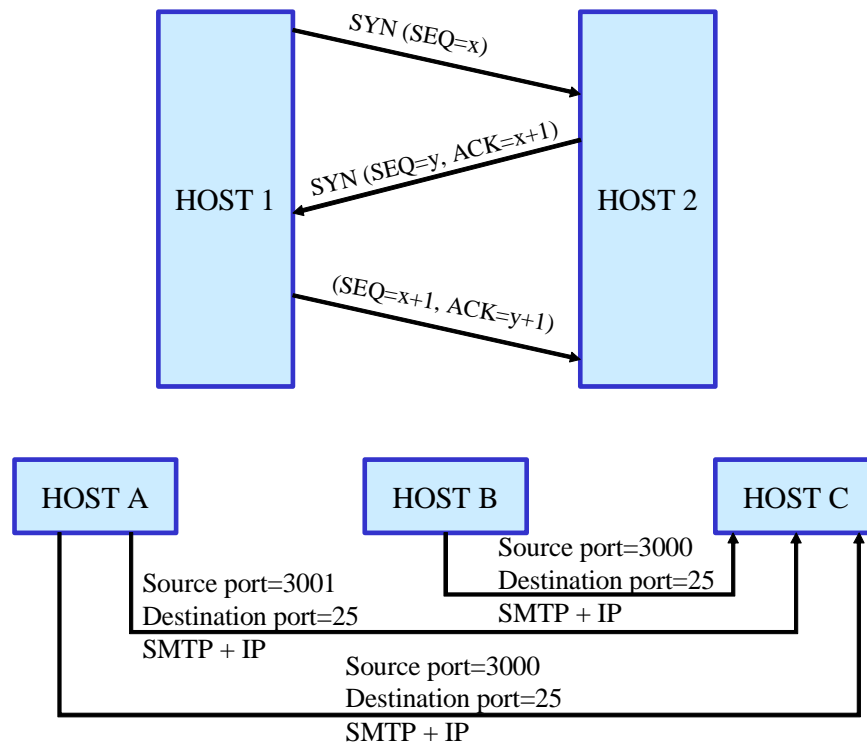 SYN (SEQ=x)
SYN (SEQ=y, ACK=x+1)
HOST 1
HOST 2
(SEQ=x+1, ACK=y+1)
HOST A
HOST B
HOST C
Source port=3000
Destination port=25
SMTP + IP
Source port=3001
Destination port=25
SMTP + IP
Source port=3000
Destination port=25
SMTP + IP